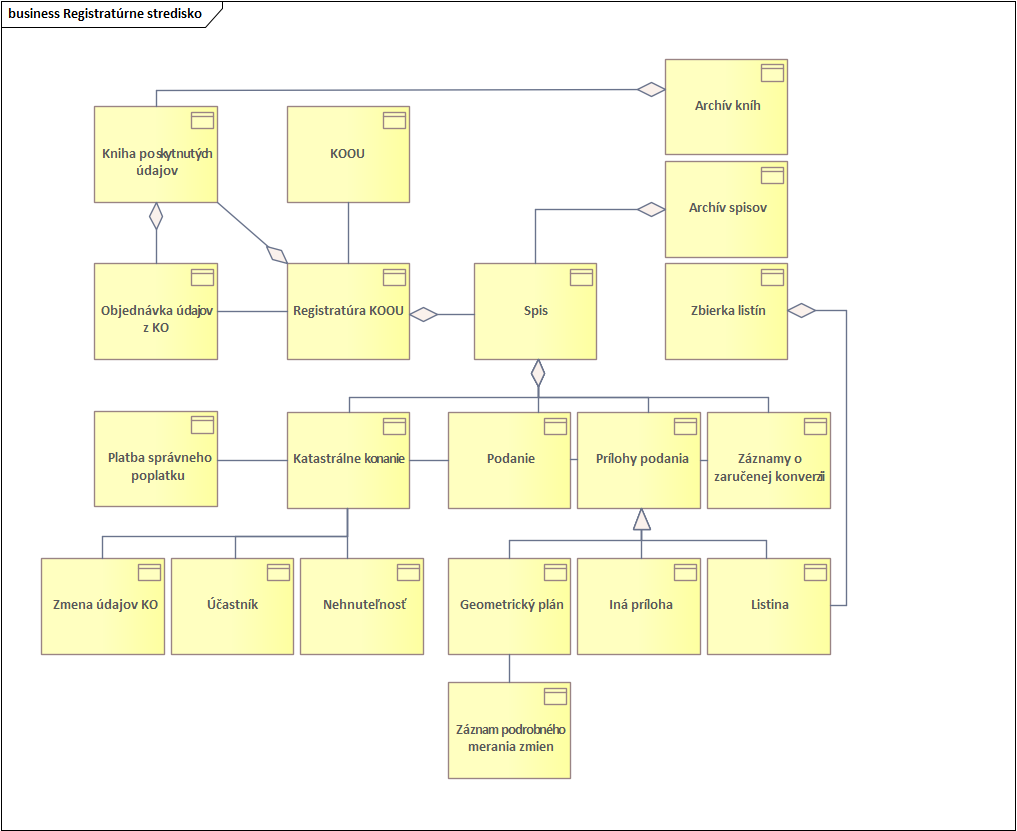 business Registratúrne stredisko
Archív kníh
Kniha poskytnutých
údajov
KOOU
Archív spisov
Objednávka údajov
z KO
Registratúra KOOU
Spis
Zbierka listín
Platba správneho
poplatku
Katastrálne konanie
Podanie
Prílohy podania
Záznamy o
zaručenej konverzii
Zmena údajov KO
Účastník
Nehnuteľnosť
Geometrický plán
Iná príloha
Listina
Záznam podrobného
merania zmien